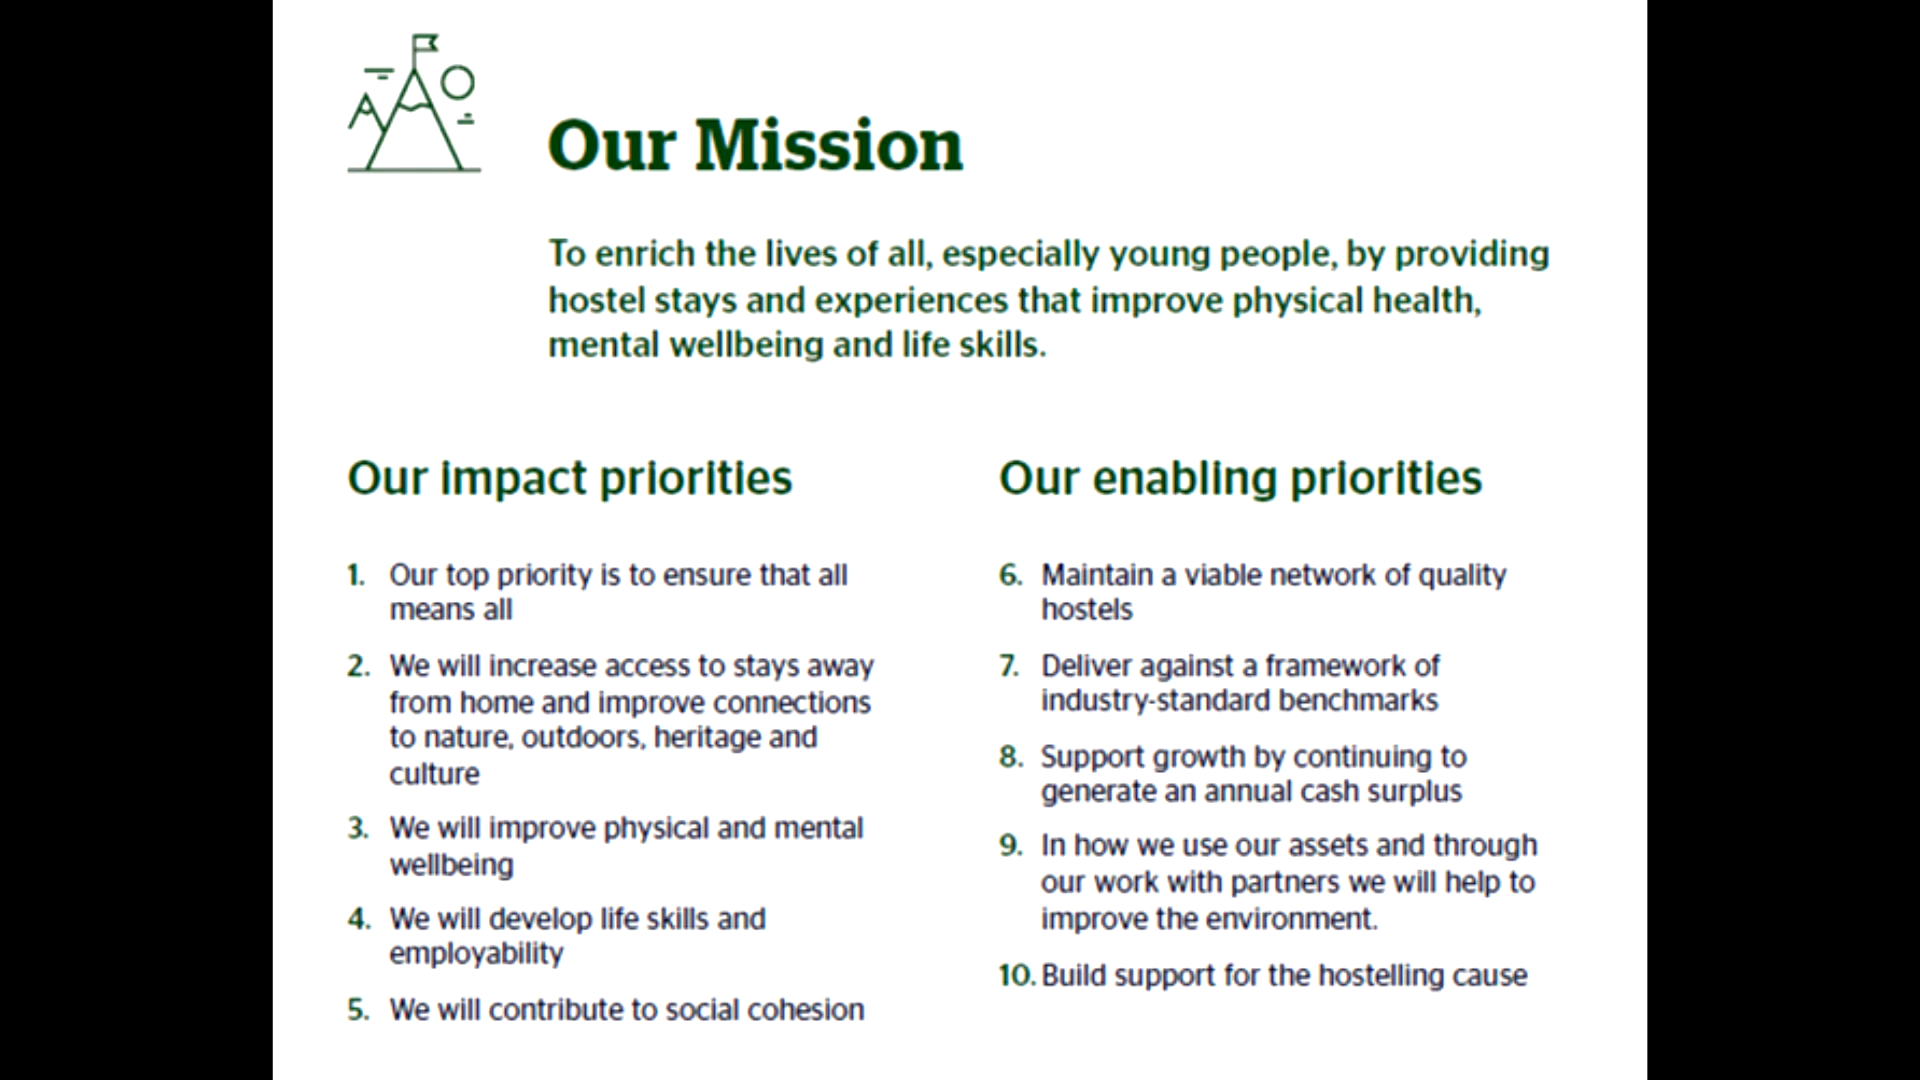 Our Mission
To enrich the lives of all, especially young people, by providing
hostel stays and experiences that improve physical health,
mental wellbeing and life skills.
Our impact priorities
1. Our top priority is to ensure that all
means all
2. We will increase access to stays away
from home and improve connections
to nature, outdoors, heritage and
culture
3. We will improve physical and mental
wellbeing
4. We will develop life skills and
employability
5. We will contribute to social cohesion
Our enabling priorities
6. Maintain a viable network of quality
hostels
7. Deliver against a framework of
industry-standard benchmarks
8. Support growth by continuing to
generate an annual cash surplus
9. In how we use our assets and through
our work with partners we will help to
improve the environment.
10. Build support for the hostelling cause